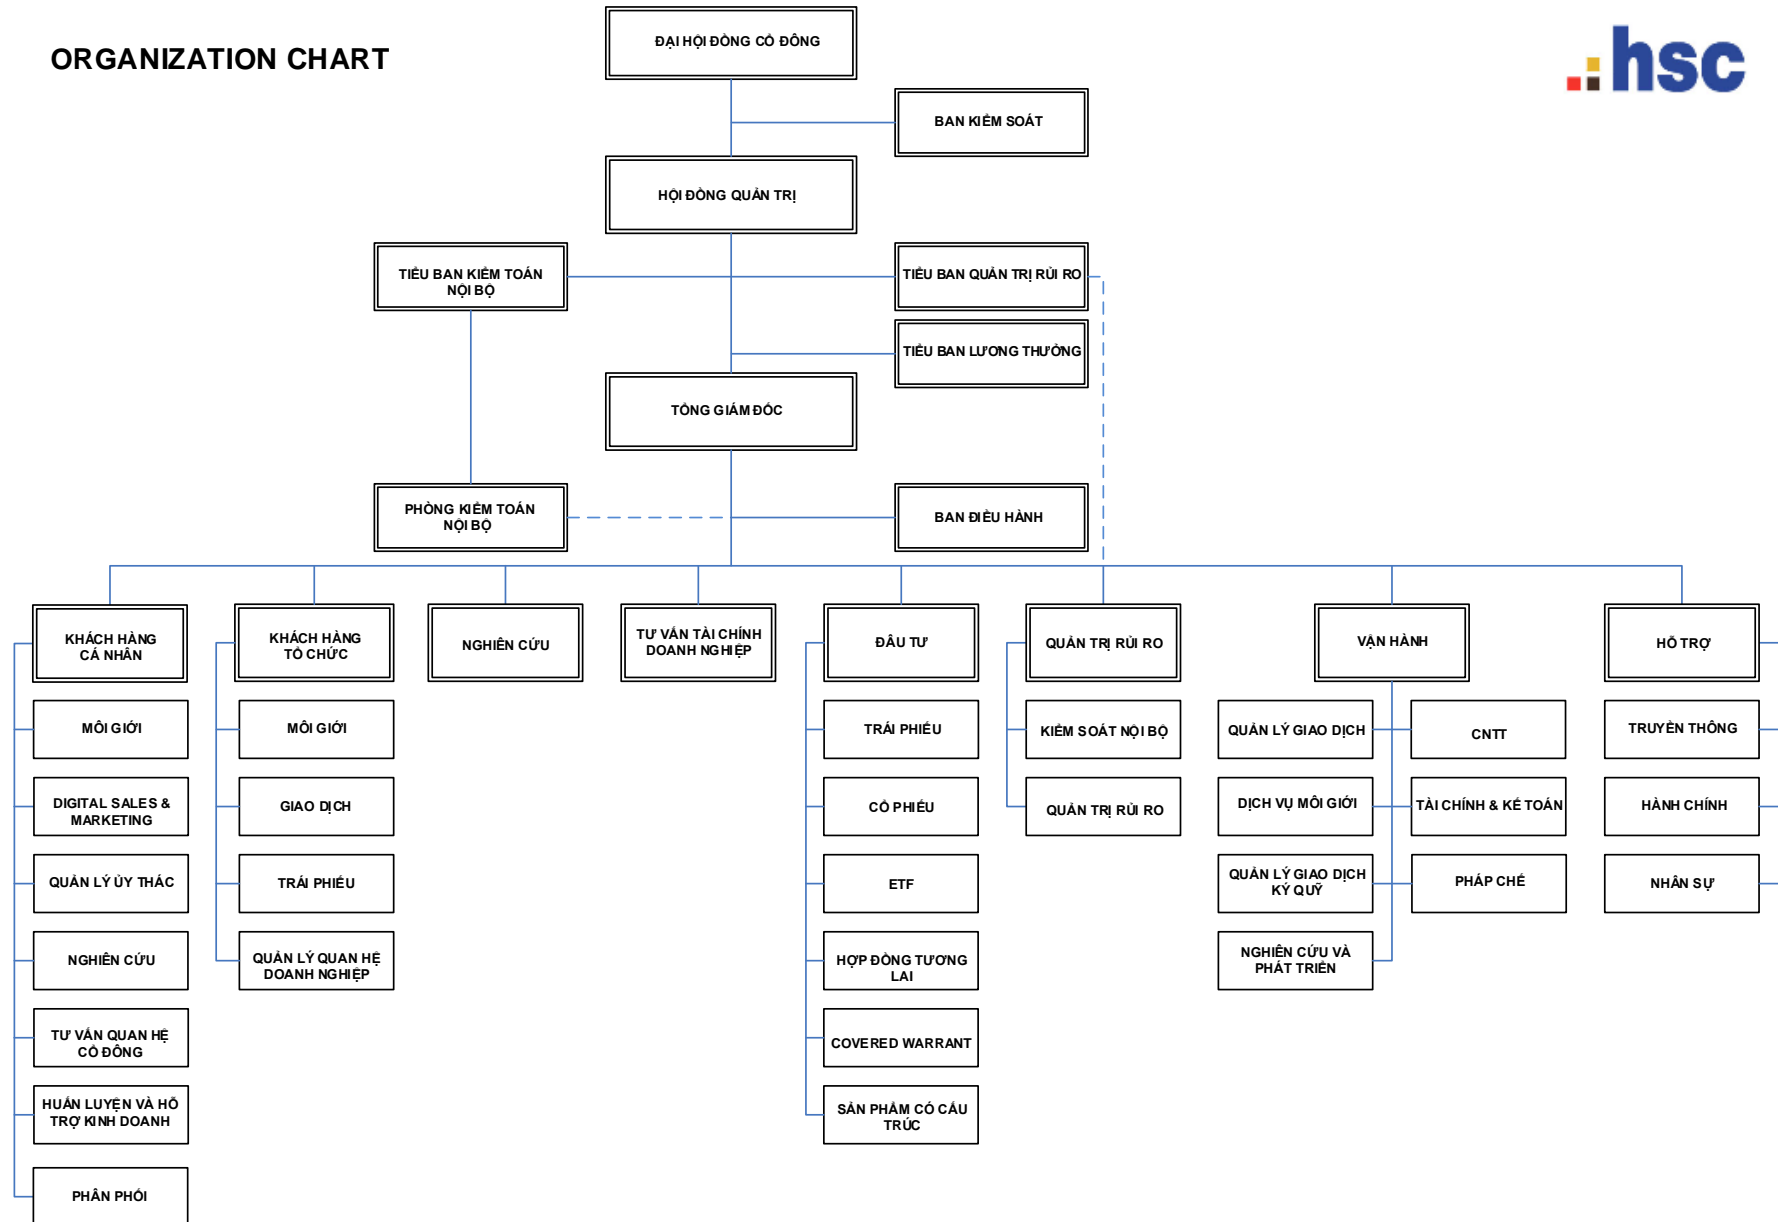 ORGANIZATION CHART
hsc
ĐẠI HỘI ĐỒNG CỔ ĐÔNG
BAN KIỂM SOÁT
HỘI ĐỒNG QUẢN TRỊ
TIỂU BAN KIỂM TOÁN
NỘI BỘ
TIỂU BAN QUẢN TRỊ RỦI RO
TIỂU BAN LƯƠNG THƯỞNG
TỔNG GIÁM ĐỐC
PHÒNG KIỂM TOÁN
NỘI BỘ
BAN ĐIỀU HÀNH
KHÁCH HÀNG
CÁ NHÂN
KHÁCH HÀNG
TỔ CHỨC
NGHIÊN CỨU
TƯ VẤN TÀI CHÍNH
DOANH NGHIỆP
ĐẦU TƯ
QUẢN TRỊ RỦI RO
VẬN HÀNH
HỖ TRỢ
MÔI GIỚI
MÔI GIỚI
TRÁI PHIẾU
KIỂM SOÁT NỘI BỘ
QUẢN LÝ GIAO DỊCH
CNTT
TRUYỀN THÔNG
DIGITAL SALES &
MARKETING
GIAO DỊCH
CỔ PHIẾU
QUẢN TRỊ RỦI RO
DỊCH VỤ MÔI GIỚI
TÀI CHÍNH & KẾ TOÁN
HÀNH CHÍNH
QUẢN LÝ ỦY THÁC
TRÁI PHIẾU
ETF
QUẢN LÝ GIAO DỊCH
KÝ QUỸ
PHÁP CHẾ
NHÂN SỰ
NGHIÊN CỨU
QUẢN LÝ QUAN HỆ
DOANH NGHIỆP
HỢP ĐỒNG TƯƠNG
LAI
NGHIÊN CỨU VÀ
PHÁT TRIỂN
TƯ VẤN QUAN HỆ
CỔ ĐÔNG
COVERED WARRANT
HUẤN LUYỆN VÀ HỖ
TRỢ KINH DOANH
SẢN PHẨM CÓ CẤU
TRÚC
PHÂN PHỐI